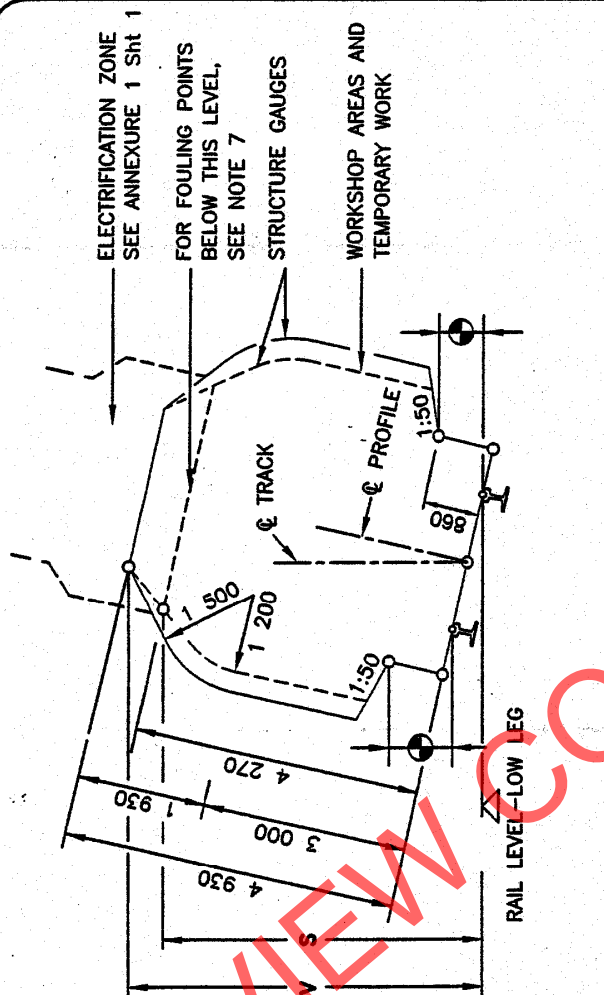 ELECTRIFICATION ZONE
SEE ANNEXURE 1 Sht 1
FOR FOULING POINTS
BELOW THIS LEVEL,
SEE NOTE 7
STRUCTURE GAUGES
WORKSHOP AREAS AND
TEMPORARY WORK
℄ TRACK
℄ PROFILE
1 500
1 200
1:50
1:50
860
4 270
1 930
3 000
4 930
S
RAIL LEVEL-LOW LEG
VIEW CO